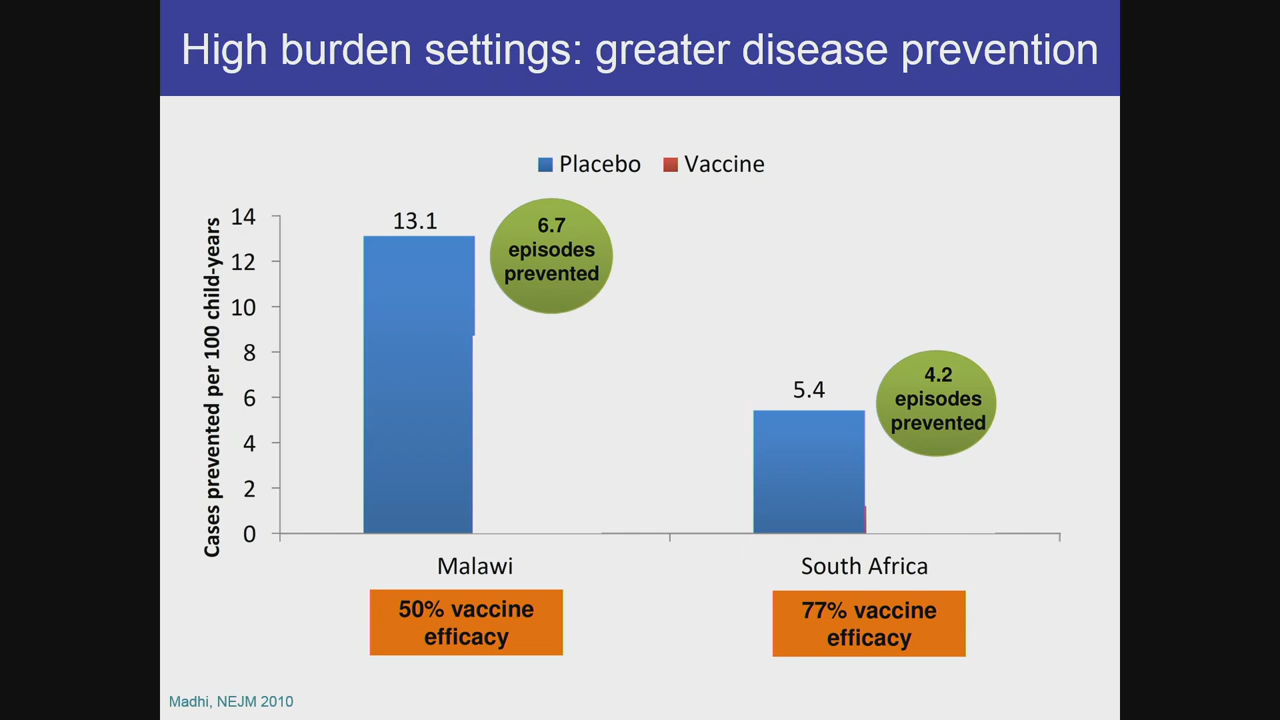 High burden settings: greater disease prevention
Placebo Vaccine
Cases prevented per 100 child-years
14
12
10
8
6
4
2
0
13.1
6.7
episodes
prevented
5.4
4.2
episodes
prevented
Malawi
South Africa
50% vaccine
efficacy
77% vaccine
efficacy
Madhi, NEJM 2010